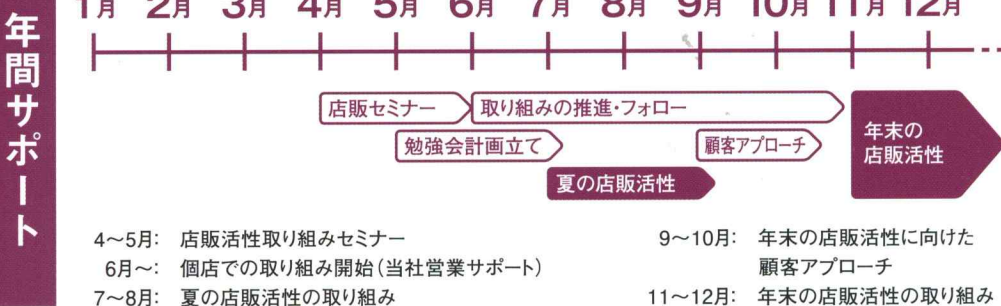 年間サポート
1月 2月 3月 4月 5月 6月 7月 8月 9月 10月 11月 12月
店販セミナー
取り組みの推進・フォロー
勉強会計画立て
顧客アプローチ
夏の店販活性
年末の
店販活性
4〜5月: 店販活性取り組みセミナー
6月〜: 個店での取り組み開始(当社営業サポート)
7〜8月: 夏の店販活性の取り組み
9〜10月: 年末の店販活性に向けた
顧客アプローチ
11〜12月: 年末の店販活性の取り組み